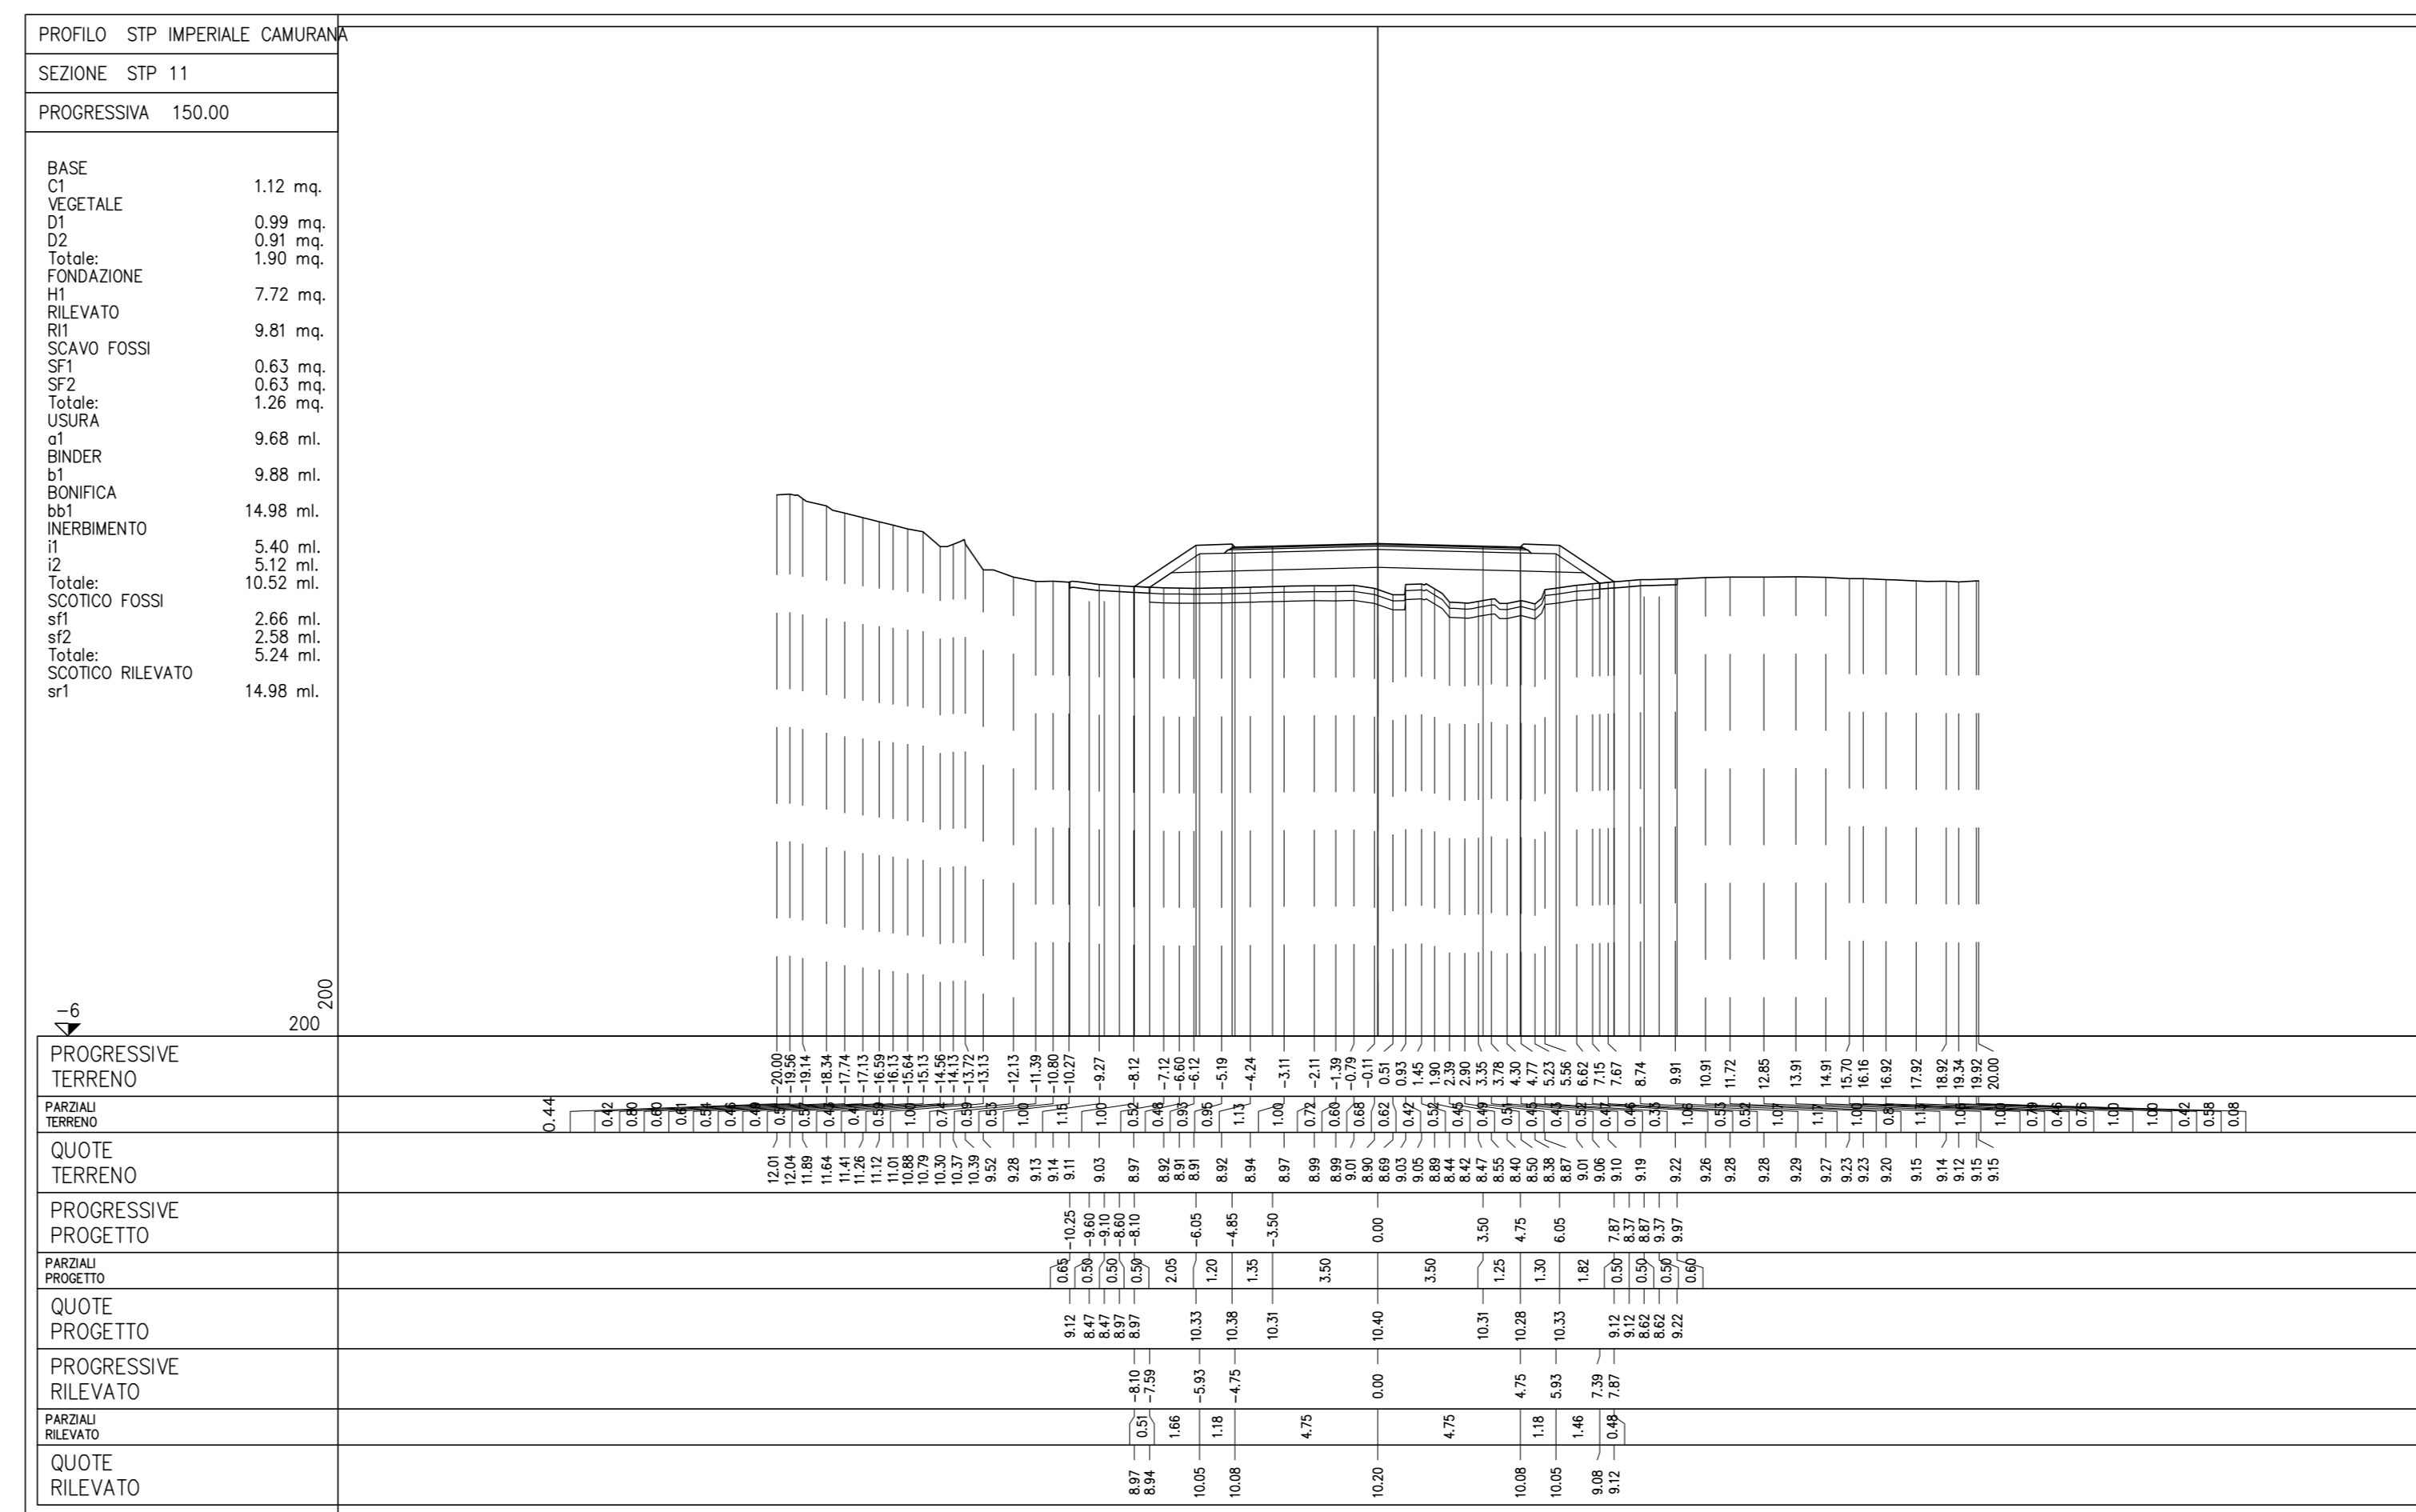 PROFILO STP IMPERIALE CAMURANA
SEZIONE STP 11
PROGRESSIVA 150.00
BASE
C1 1.12 mq.
VEGETALE
D1 0.99 mq.
D2 0.91 mq.
Totale: 1.90 mq.
FONDAZIONE
H1 7.72 mq.
RILEVATO
RI1 9.81 mq.
SCAVO FOSSI
SF1 0.63 mq.
SF2 0.63 mq.
Totale: 1.26 mq.
USURA
a1 9.68 ml.
BINDER
b1 9.88 ml.
BONIFICA
bb1 14.98 ml.
INERBIMENTO
i1 5.40 ml.
i2 5.12 ml.
Totale: 10.52 ml.
SCOTICO FOSSI
sf1 2.66 ml.
sf2 2.58 ml.
Totale: 5.24 ml.
SCOTICO RILEVATO
sr1 14.98 ml.
-6
200
200
PROGRESSIVE TERRENO
-20.00 -19.56 -19.14 -18.34 -17.74 -17.13 -16.59 -16.13 -15.64 -15.13 -14.56 -14.13 -13.72 -13.13 -12.13 -11.39 -10.80 -10.27 -9.27 -8.12 -7.12 -6.60 -6.12 -5.19 -4.24 -3.11 -2.11 -1.39 -0.79 -0.11 0.51 0.93 1.45 1.90 2.39 2.90 3.35 3.78 4.30 4.77 5.23 5.56 6.62 7.15 7.67 8.74 9.91 10.91 11.72 12.85 13.91 14.91 15.70 16.16 16.92 17.92 18.92 19.34 19.92 20.00
PARZIALI TERRENO
0.44 0.42 0.80 0.60 0.61 0.54 0.46 0.49 0.51 0.57 0.43 0.41 0.59 1.00 0.74 0.59 0.53 1.00 1.15 1.00 0.52 0.48 0.93 0.95 1.13 1.00 0.72 0.60 0.68 0.62 0.42 0.52 0.45 0.49 0.51 0.45 0.43 0.52 0.47 0.46 0.33 1.06 0.53 0.52 1.07 1.17 1.00 0.81 1.13 1.06 1.00 0.79 0.46 0.76 1.00 1.00 0.42 0.58 0.08
QUOTE TERRENO
12.01 12.04 11.89 11.64 11.41 11.26 11.12 11.01 10.88 10.79 10.30 10.37 10.39 9.52 9.28 9.13 9.14 9.11 9.03 8.97 8.92 8.91 8.91 8.92 8.94 8.97 8.99 8.99 9.01 8.90 8.69 9.03 9.05 8.89 8.44 8.42 8.47 8.55 8.40 8.50 8.38 8.87 9.01 9.06 9.10 9.19 9.22 9.26 9.28 9.28 9.29 9.27 9.23 9.23 9.20 9.15 9.14 9.12 9.15 9.15
PROGRESSIVE PROGETTO
-10.25 -9.60 -9.10 -8.60 -8.10 -6.05 -4.85 -3.50 0.00 3.50 4.75 6.05 7.87 8.37 8.87 9.37 9.97
PARZIALI PROGETTO
0.65 0.50 0.50 0.50 2.05 1.20 1.35 3.50 3.50 1.25 1.30 1.82 0.50 0.50 0.50 0.60
QUOTE PROGETTO
9.12 8.47 8.47 8.97 8.97 10.33 10.38 10.31 10.40 10.31 10.28 10.33 9.12 9.12 8.62 8.62 9.22
PROGRESSIVE RILEVATO
-8.10 -7.59 -5.93 -4.75 0.00 4.75 5.93 7.39 7.87
PARZIALI RILEVATO
0.51 1.66 1.18 4.75 4.75 1.18 1.46 0.48
QUOTE RILEVATO
8.97 8.94 10.05 10.08 10.20 10.08 10.05 9.08 9.12